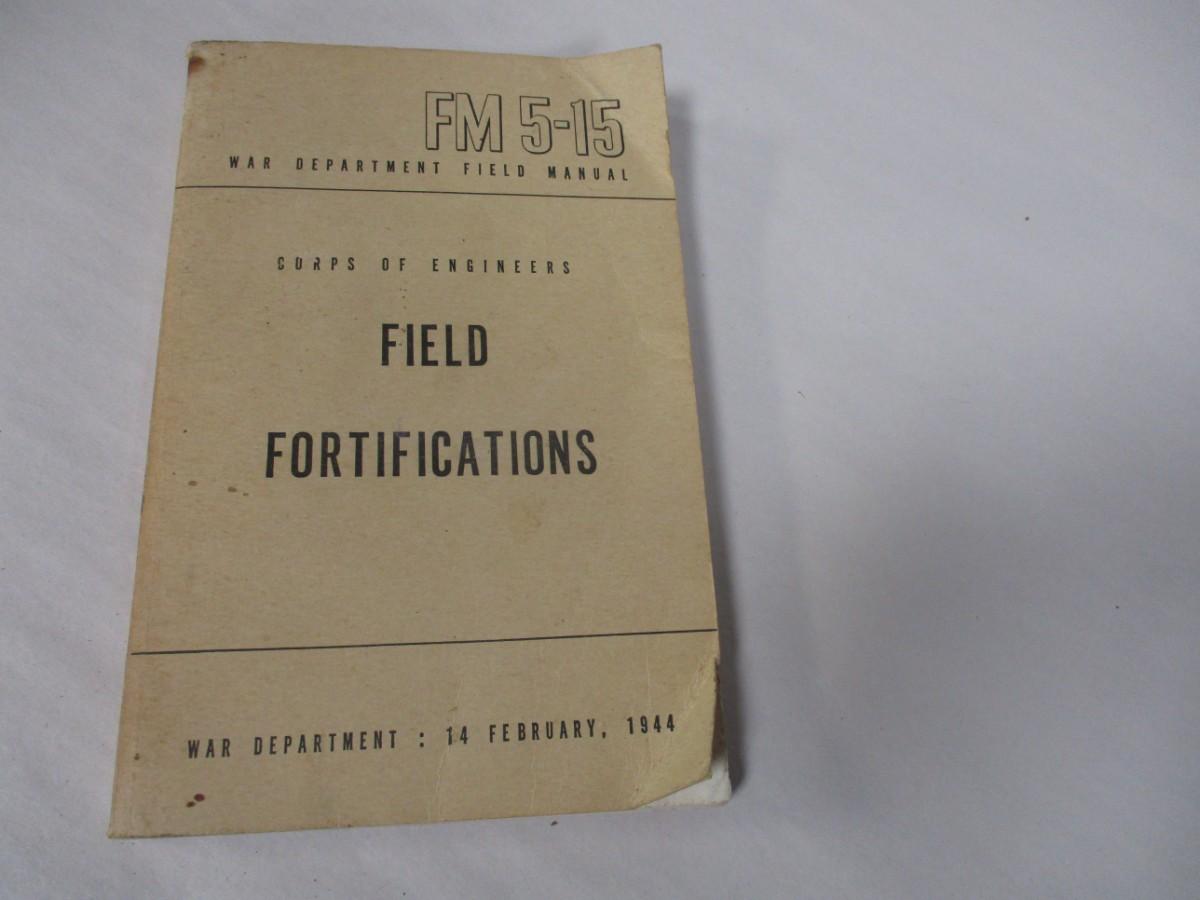 FM 5-15
WAR DEPARTMENT FIELD MANUAL
CORPS OF ENGINEERS
FIELD
FORTIFICATIONS
WAR DEPARTMENT : 14 FEBRUARY, 1944